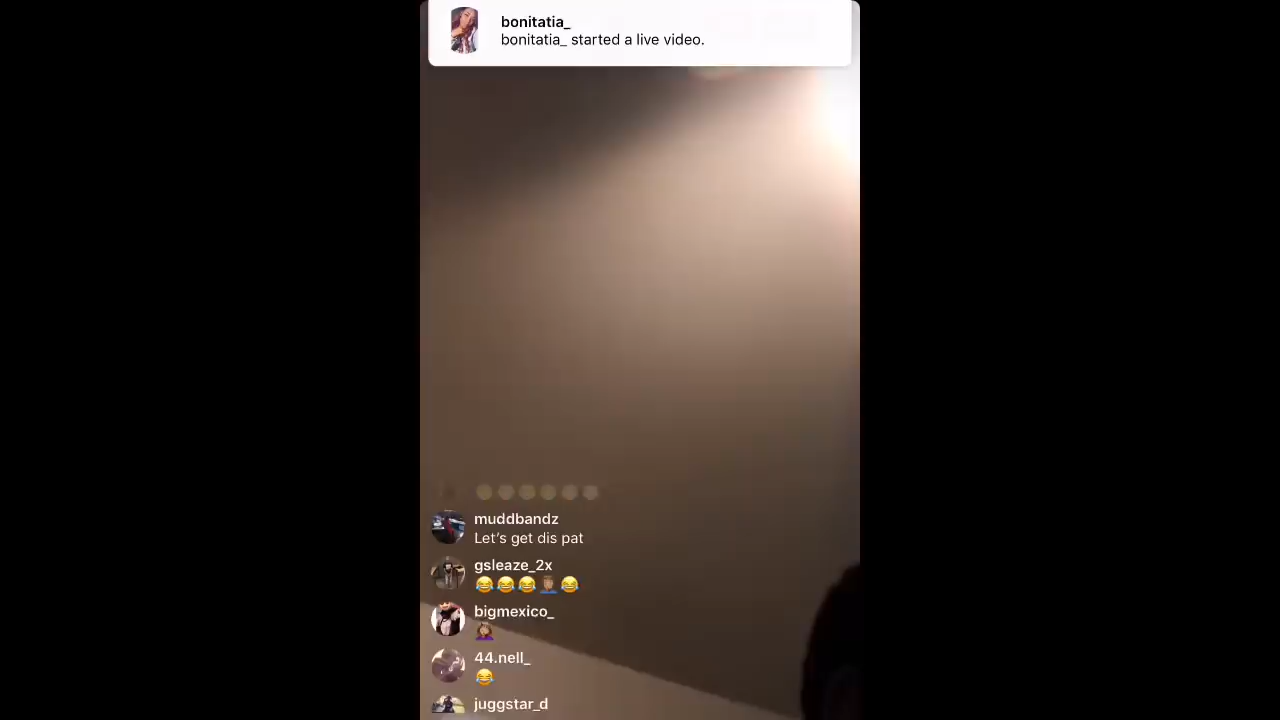 bonitatia_
bonitatia_ started a live video.
muddbandz
Let's get dis pat
gsleaze_2x
😂😂😂🤦🏽‍♂️😂
bigmexico_
🤦🏽‍♀️
44.nell_
😂
juggstar_d